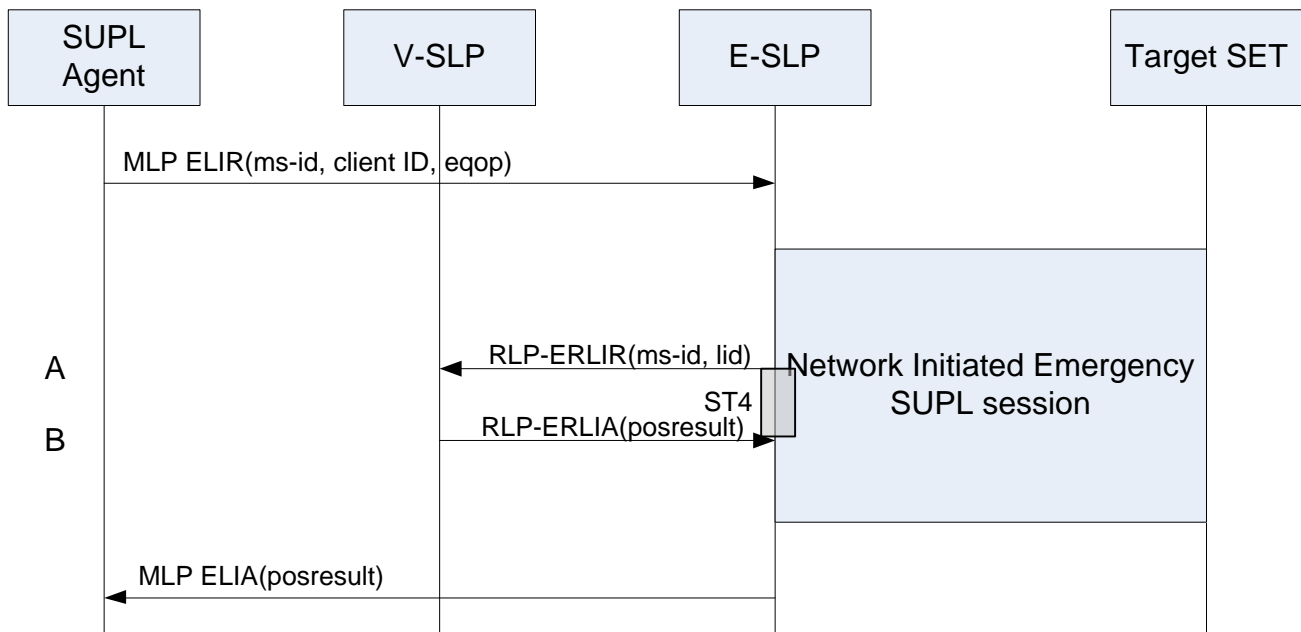 SUPL
Agent
V-SLP
E-SLP
Target SET
MLP ELIR(ms-id, client ID, eqop)
A
RLP-ERLIR(ms-id, lid)
Network Initiated Emergency
SUPL session
ST4
B
RLP-ERLIA(posresult)
MLP ELIA(posresult)